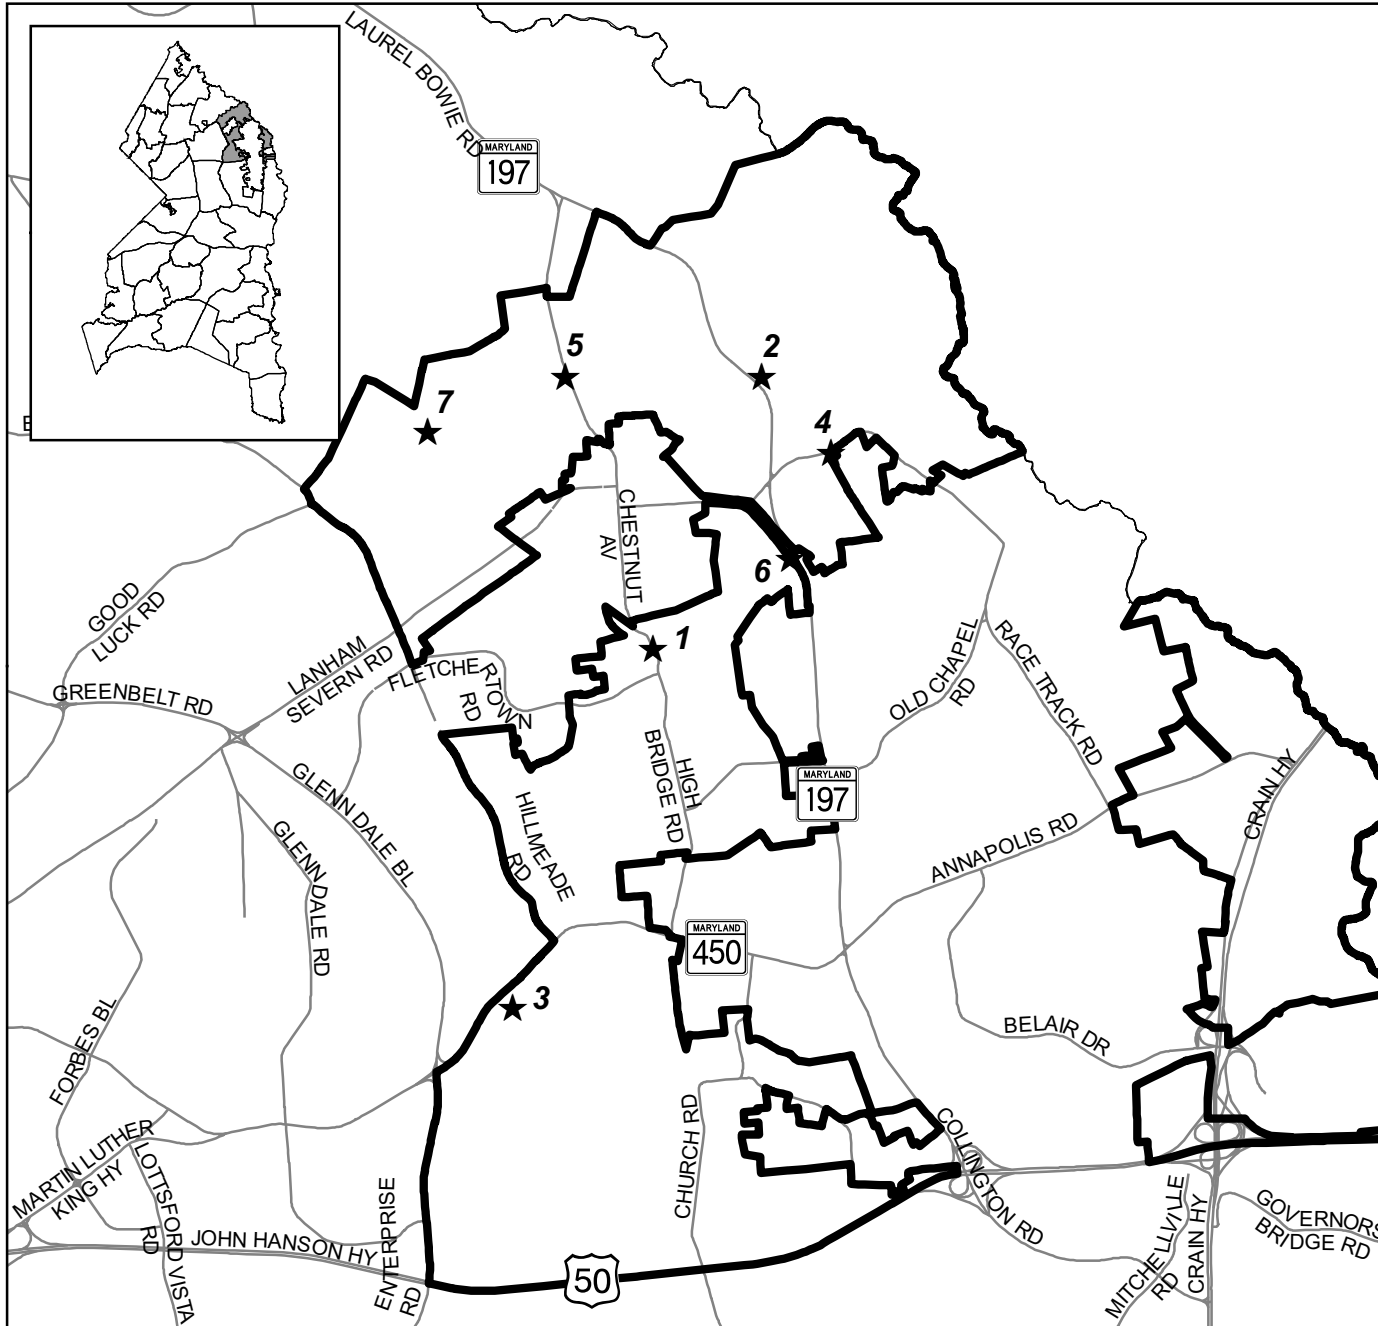 LAUREL BOWIE RD
MARYLAND
197
5
2
7
4
E
CHESTNUT
AV
6
GOOD
LUCK RD
1
LANHAM
SEVERN RD
FLETCHE
RTOWN
RD
OLD CHAPEL
RD
RACE TRACK RD
GREENBELT RD
GLENN DALE BL
HIGH
BRIDGE RD
MARYLAND
197
CRAIN HY
HILLMEADE
RD
GLENN DALE RD
ANNAPOLIS RD
MARYLAND
450
3
FORBES BL
BELAIR DR
CHURCH RD
COLLINGTON RD
MARTIN LUTHER
KING HY
LOTTSFORD VISTA
RD
JOHN HANSON HY
ENTERPRISE
RD
50
MITCHELLVILLE
RD
CRAIN HY
GOVERNORS
BRIDGE RD